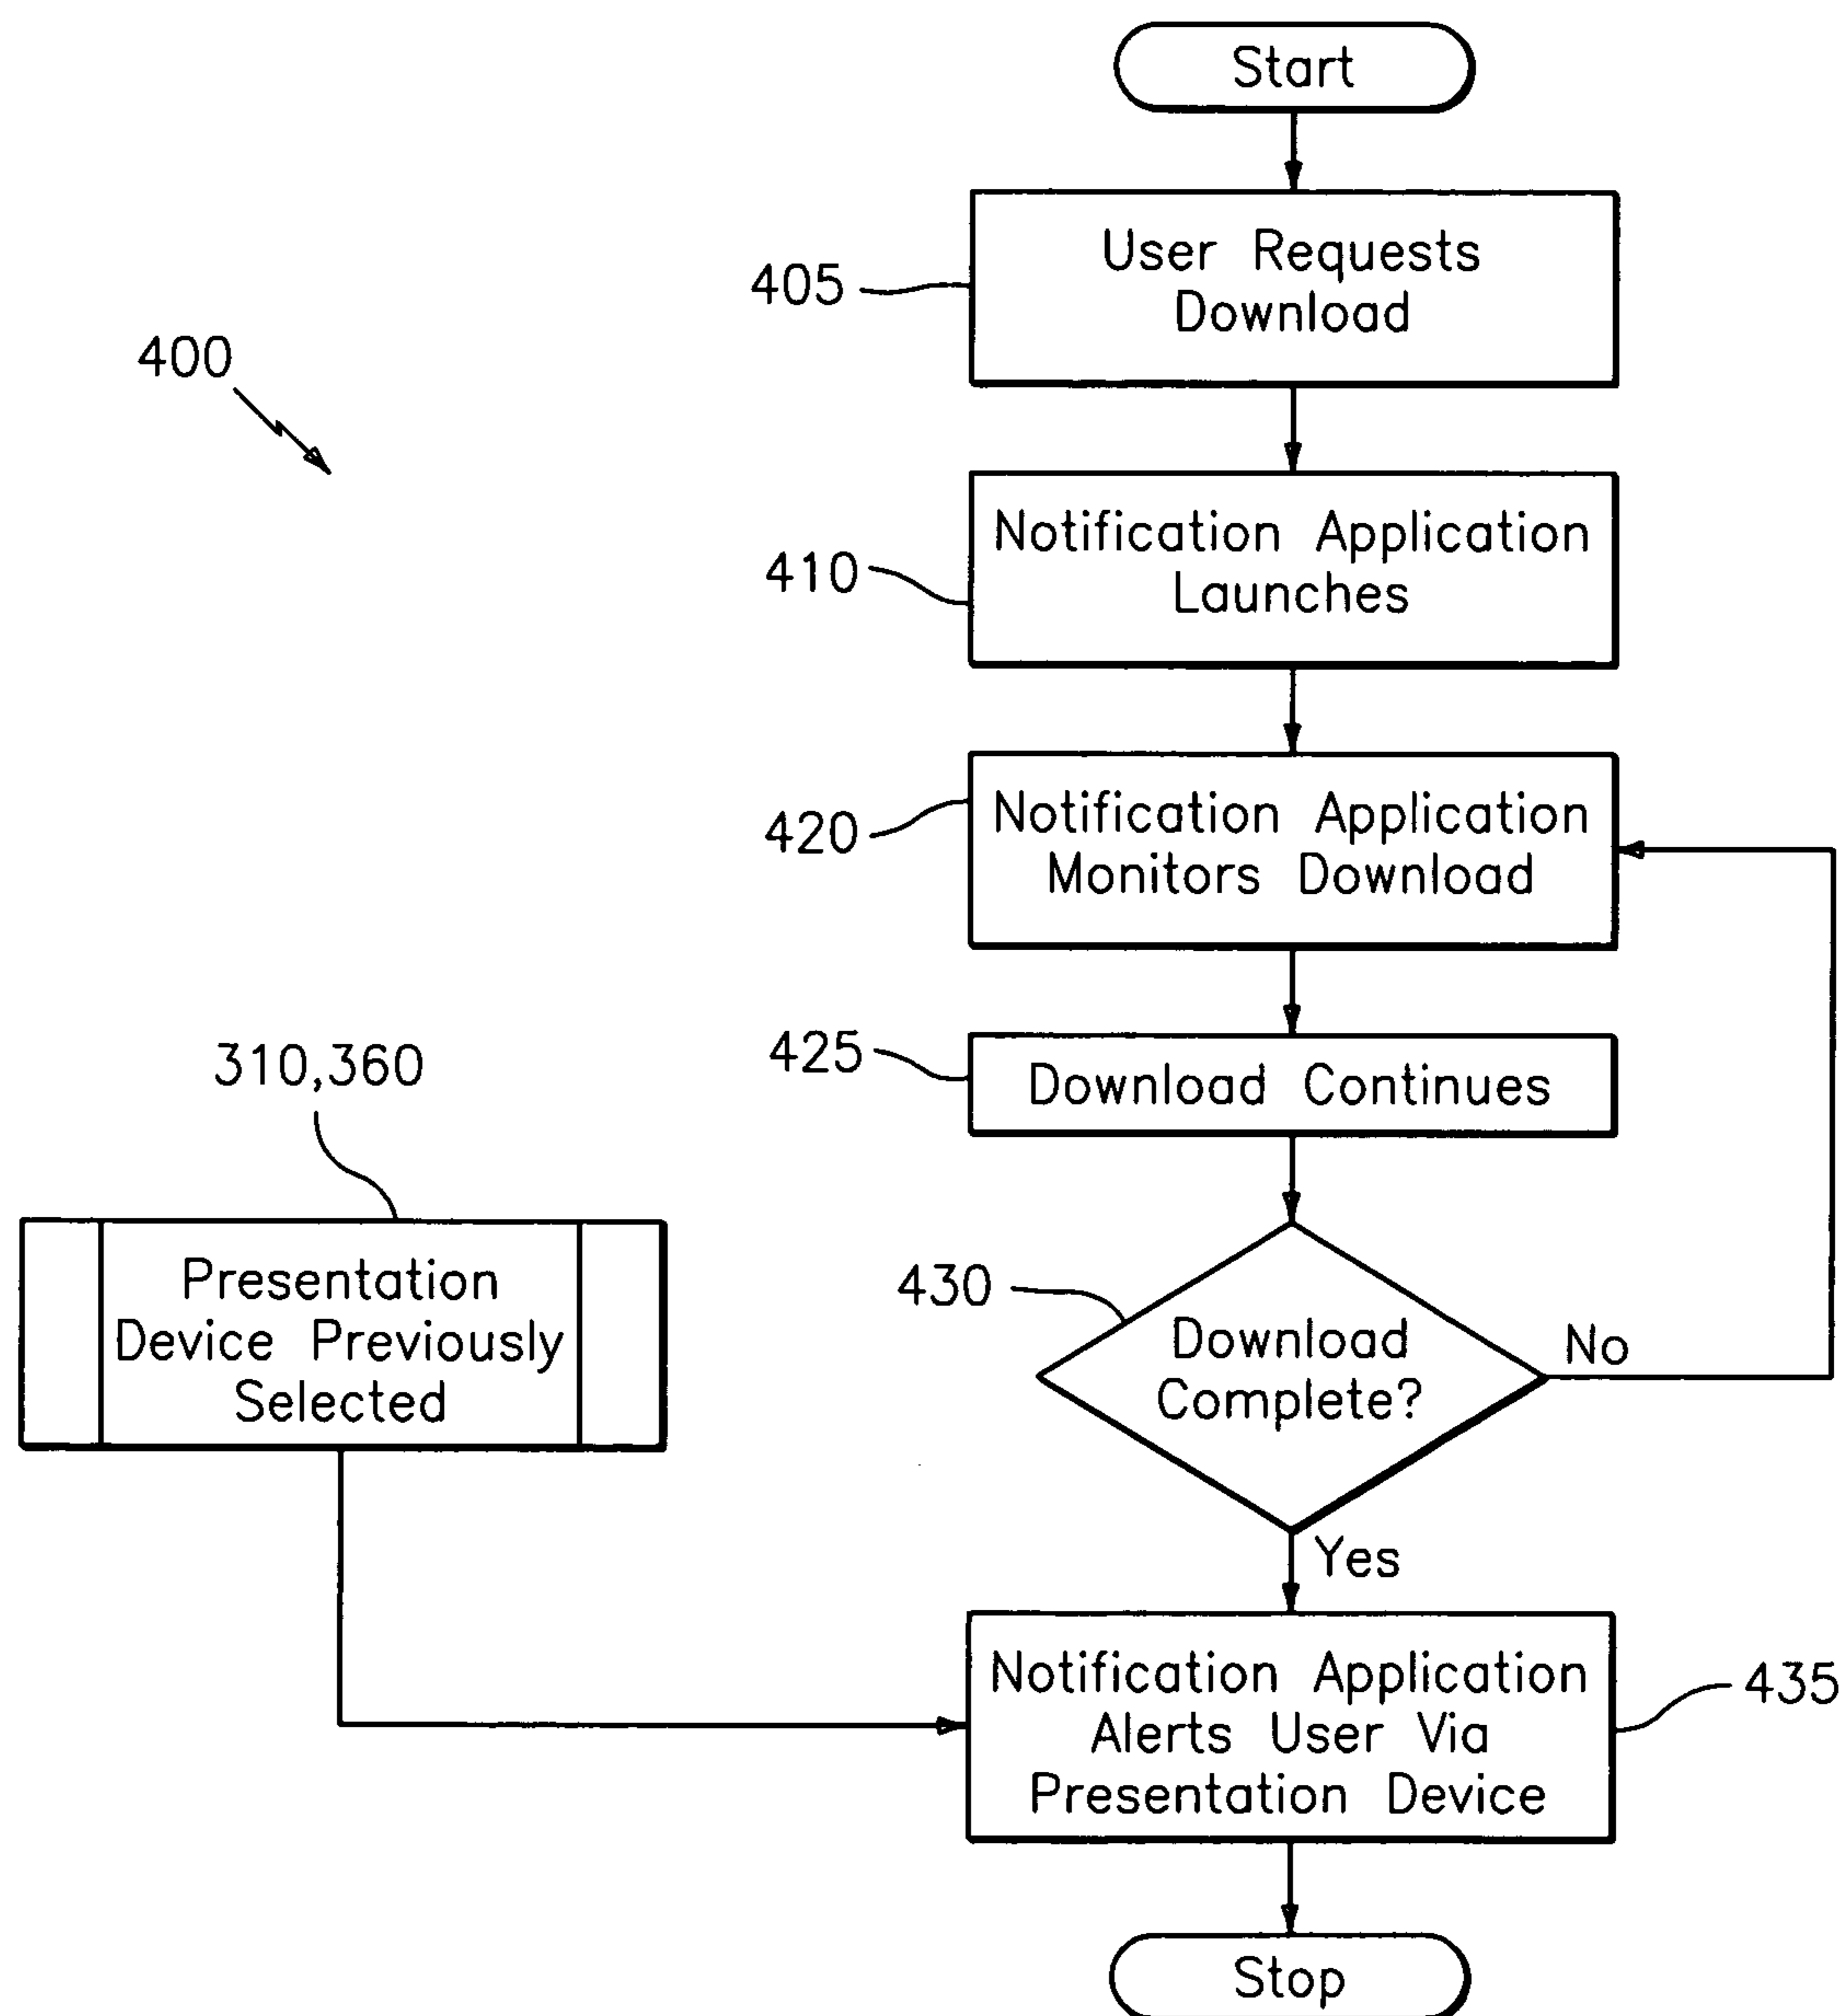 Start
405
User Requests
Download
400
410
Notification Application
Launches
420
Notification Application
Monitors Download
425
Download Continues
310,360
Presentation
Device Previously
Selected
430
Download
Complete?
No
Yes
Notification Application
Alerts User Via
Presentation Device
435
Stop